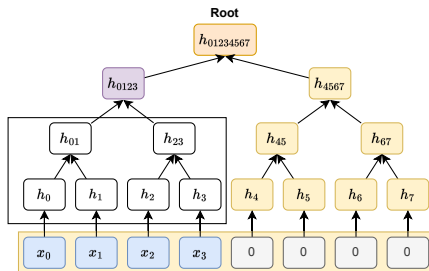 Root
h₀₁₂₃₄₅₆₇
h₀₁₂₃ h₄₅₆₇
h₀₁ h₂₃ h₄₅ h₆₇
h₀ h₁ h₂ h₃ h₄ h₅ h₆ h₇
x₀ x₁ x₂ x₃ 0 0 0 0